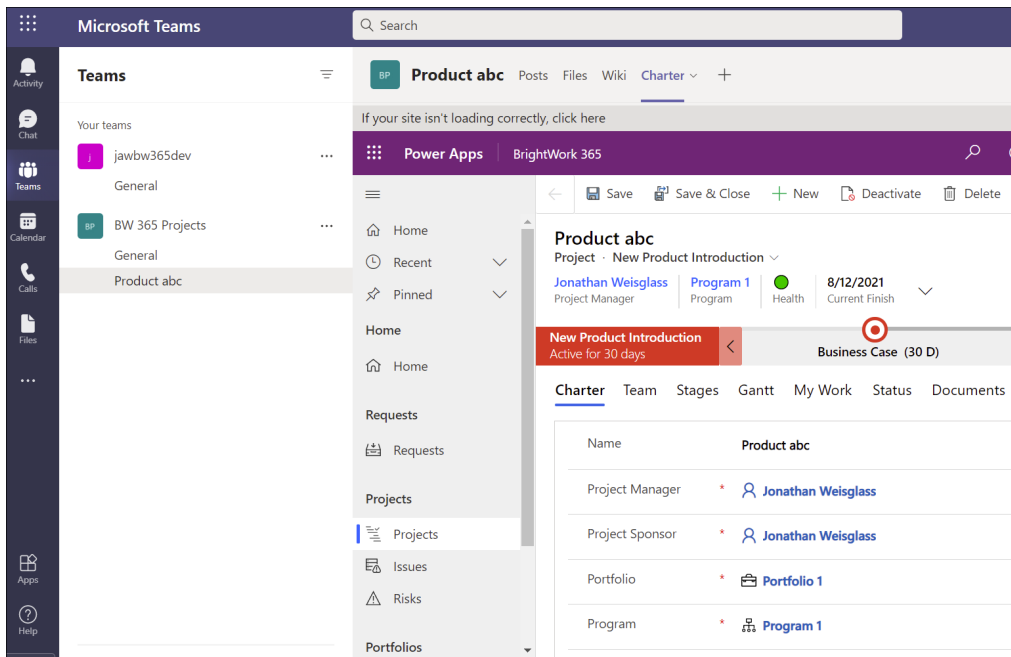 Microsoft Teams
Search
Activity
Chat
Teams
Calendar
Calls
Files
Apps
Help
Teams
Your teams
j jawbw365dev
General
BP BW 365 Projects
General
Product abc
BP Product abc Posts Files Wiki Charter
If your site isn't loading correctly, click here
Power Apps BrightWork 365
Home
Recent
Pinned
Home
Home
Requests
Requests
Projects
Projects
Issues
Risks
Portfolios
Save Save & Close New Deactivate Delete
Product abc
Project · New Product Introduction
Jonathan Weisglass Program 1 8/12/2021
Project Manager Program Health Current Finish
New Product Introduction
Active for 30 days
Business Case (30 D)
Charter Team Stages Gantt My Work Status Documents
Name Product abc
Project Manager * Jonathan Weisglass
Project Sponsor * Jonathan Weisglass
Portfolio * Portfolio 1
Program * Program 1